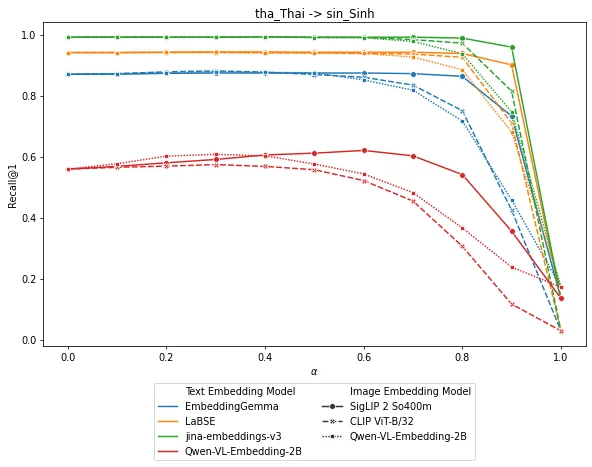 tha_Thai -> sin_Sinh
Recall@1
1.0
0.8
0.6
0.4
0.2
0.0
0.0 0.2 0.4 0.6 0.8 1.0
α
Text Embedding Model Image Embedding Model
EmbeddingGemma SigLIP 2 So400m
LaBSE CLIP ViT-B/32
jina-embeddings-v3 Qwen-VL-Embedding-2B
Qwen-VL-Embedding-2B